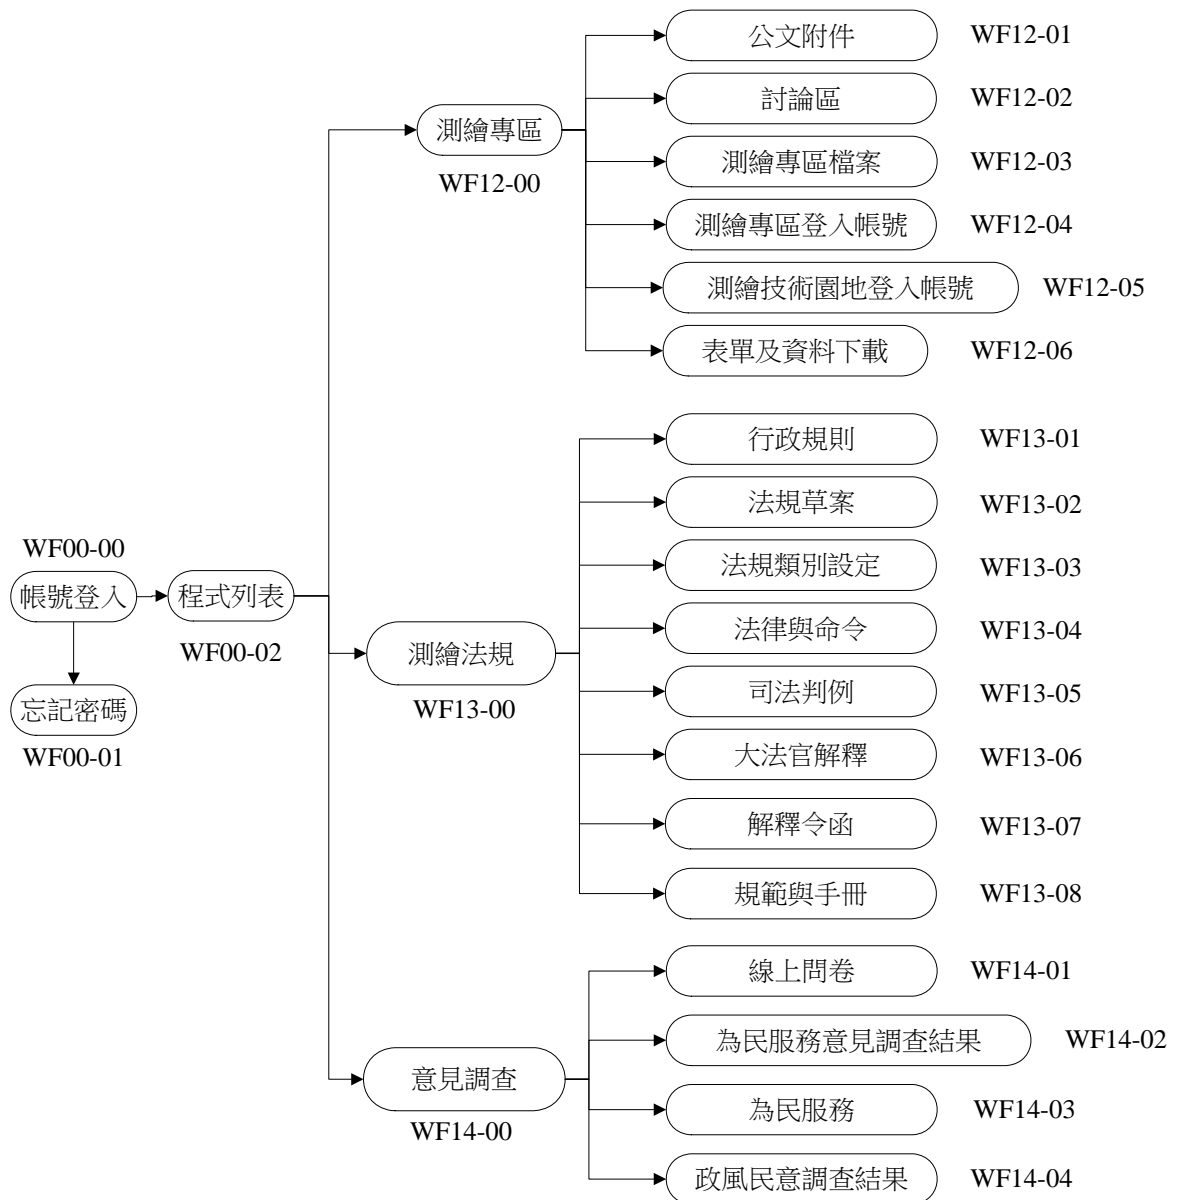 公文附件 WF12-01
討論區 WF12-02
測繪專區
WF12-00
測繪專區檔案 WF12-03
測繪專區登入帳號 WF12-04
測繪技術園地登入帳號 WF12-05
表單及資料下載 WF12-06
行政規則 WF13-01
法規草案 WF13-02
法規類別設定 WF13-03
法律與命令 WF13-04
WF00-00
帳號登入
程式列表
WF00-02
測繪法規
WF13-00
忘記密碼
WF00-01
司法判例 WF13-05
大法官解釋 WF13-06
解釋令函 WF13-07
規範與手冊 WF13-08
線上問卷 WF14-01
為民服務意見調查結果 WF14-02
意見調查
WF14-00
為民服務 WF14-03
政風民意調查結果 WF14-04